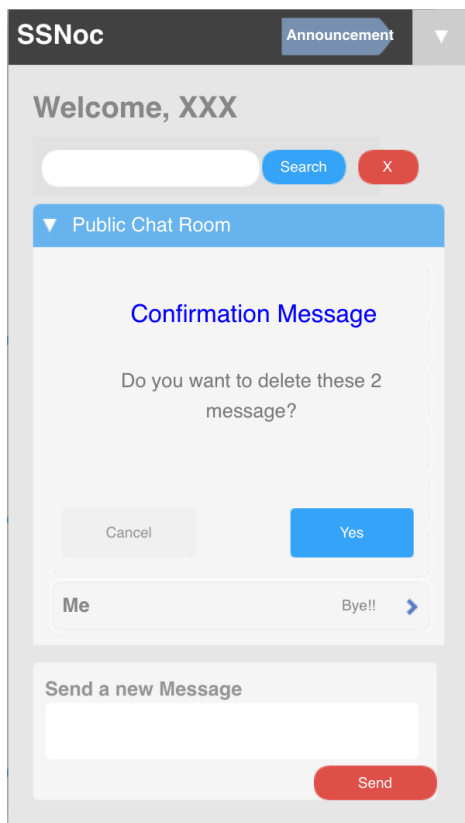 SSNoc
Announcement
Welcome, XXX
Search
X
Public Chat Room
Confirmation Message
Do you want to delete these 2
message?
Cancel
Yes
Me
Bye!!
Send a new Message
Send